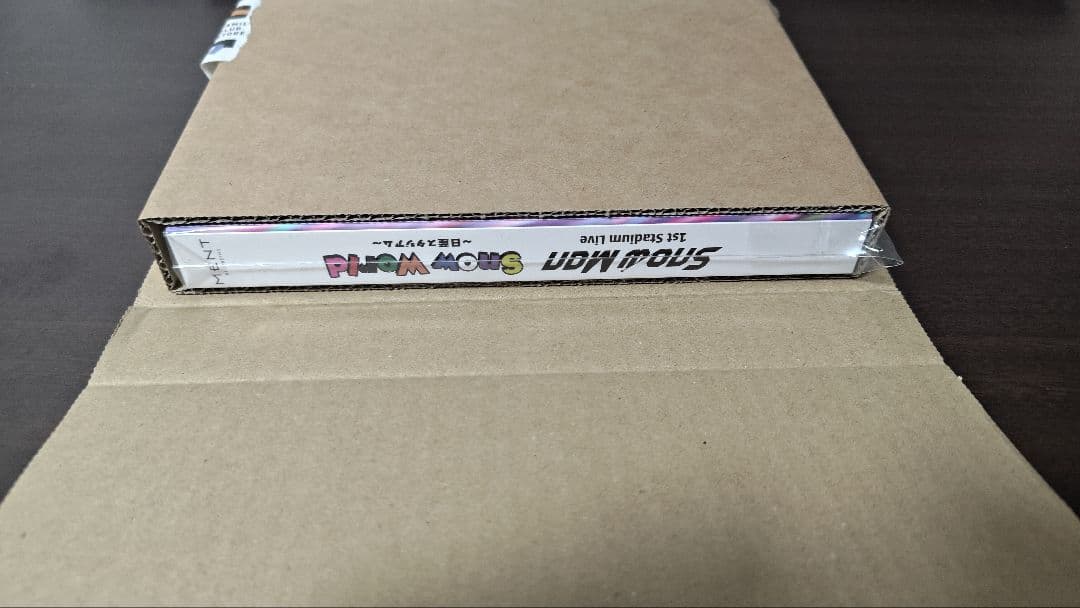 Snow Man
1st Stadium Live
Snow World
～日産スタジアム～
MENT